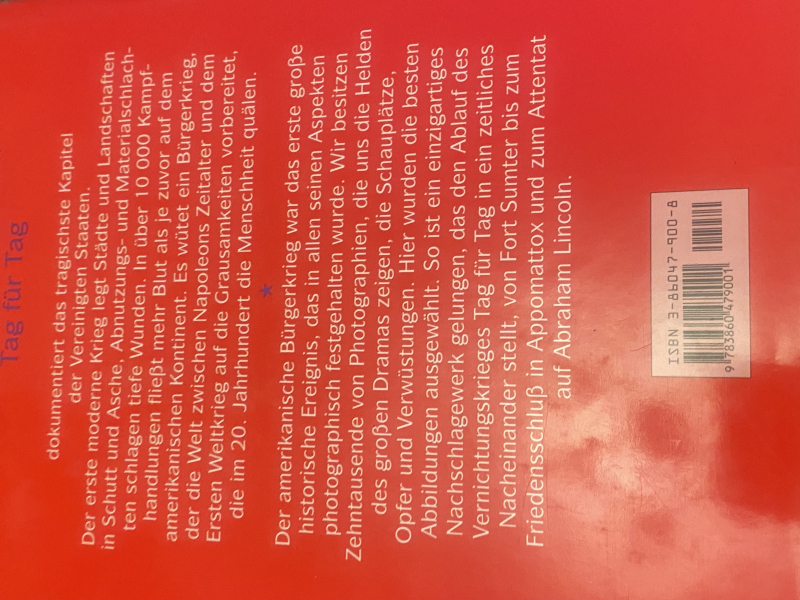 Tag für Tag
dokumentiert das tragischste Kapitel
der Vereinigten Staaten.
Der erste moderne Krieg legt Städte und Landschaften
in Schutt und Asche. Abnutzungs- und Materialschlach-
ten schlagen tiefe Wunden. In über 10 000 Kampf-
handlungen fließt mehr Blut als je zuvor auf dem
amerikanischen Kontinent. Es wütet ein Bürgerkrieg,
der die Welt zwischen Napoleons Zeitalter und dem
Ersten Weltkrieg auf die Grausamkeiten vorbereitet,
die im 20. Jahrhundert die Menschheit quälen.
★
Der amerikanische Bürgerkrieg war das erste große
historische Ereignis, das in allen seinen Aspekten
photographisch festgehalten wurde. Wir besitzen
Zehntausende von Photographien, die uns die Helden
des großen Dramas zeigen, die Schauplätze,
Opfer und Verwüstungen. Hier wurden die besten
Abbildungen ausgewählt. So ist ein einzigartiges
Nachschlagewerk gelungen, das den Ablauf des
Vernichtungskrieges Tag für Tag in ein zeitliches
Nacheinander stellt, von Fort Sumter bis zum
Friedensschluß in Appomattox und zum Attentat
auf Abraham Lincoln.
ISBN 3-86047-900-8
9 783860 479001